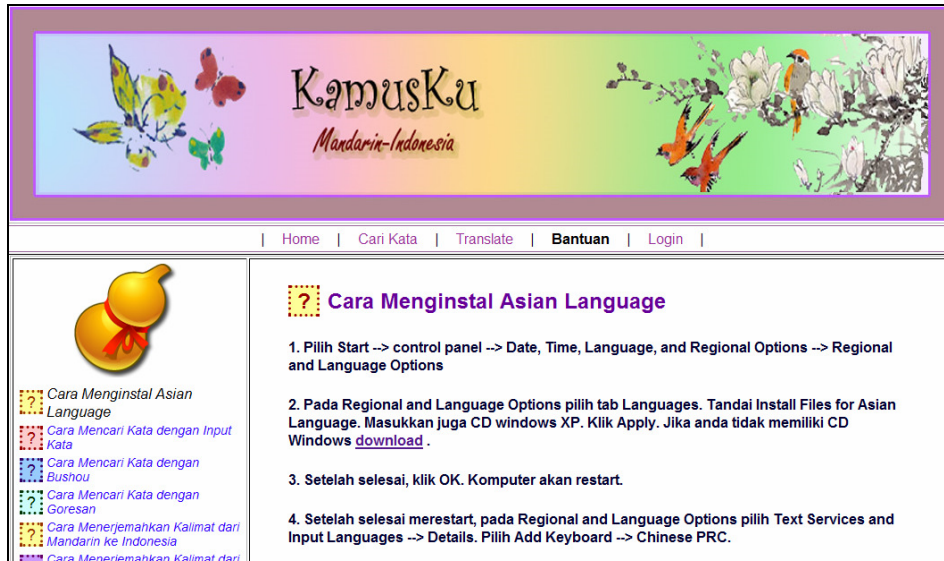 KamusKu
Mandarin-Indonesia
| Home | Cari Kata | Translate | Bantuan | Login |
? Cara Menginstal Asian
Language
? Cara Mencari Kata dengan Input
Kata
? Cara Mencari Kata dengan
Bushou
? Cara Mencari Kata dengan
Goresan
? Cara Menerjemahkan Kalimat dari
Mandarin ke Indonesia
Cara Menerjemahkan Kalimat dari
? Cara Menginstal Asian Language
1. Pilih Start --> control panel --> Date, Time, Language, and Regional Options --> Regional
and Language Options
2. Pada Regional and Language Options pilih tab Languages. Tandai Install Files for Asian
Language. Masukkan juga CD windows XP. Klik Apply. Jika anda tidak memiliki CD
Windows download .
3. Setelah selesai, klik OK. Komputer akan restart.
4. Setelah selesai merestart, pada Regional and Language Options pilih Text Services and
Input Languages --> Details. Pilih Add Keyboard --> Chinese PRC.